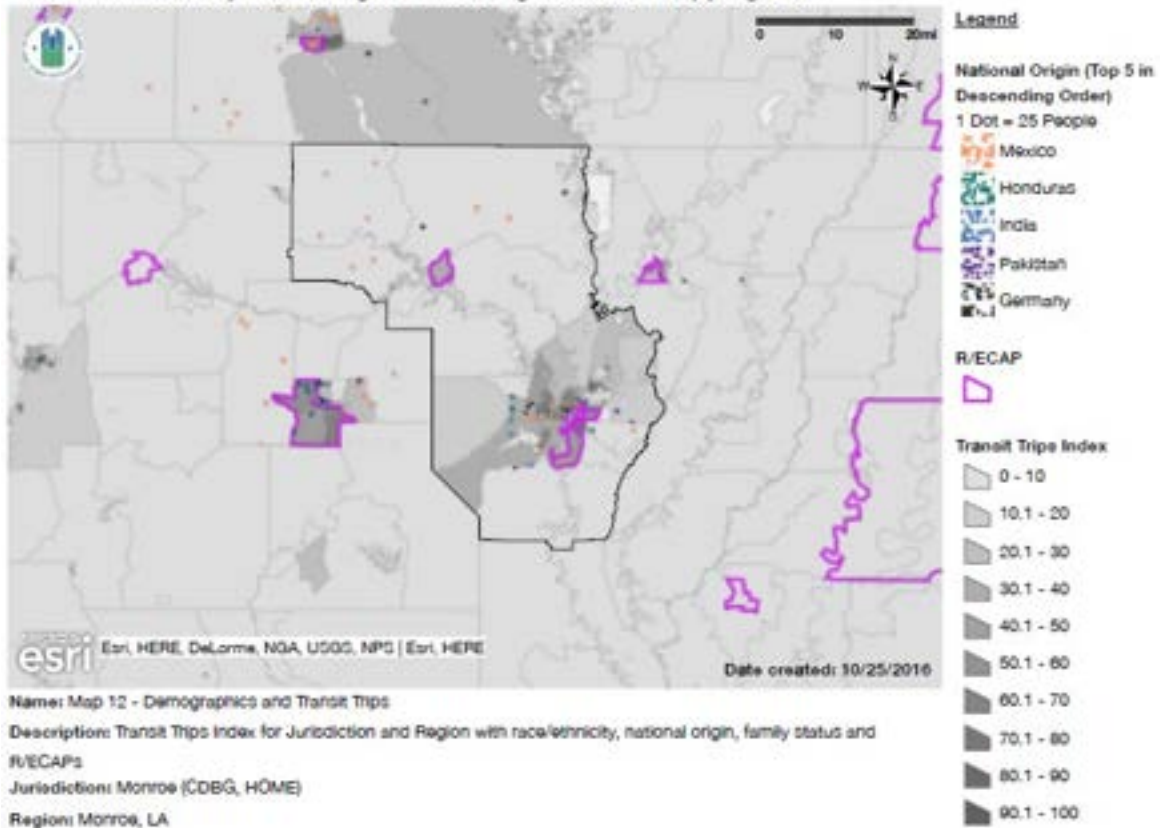 0 10 20mi
N
W E
S
Esri, HERE, DeLorme, NGA, USGS, NPS | Esri, HERE
esri
Date created: 10/25/2016
Name: Map 12 - Demographics and Transit Trips
Description: Transit Trips Index for Jurisdiction and Region with race/ethnicity, national origin, family status and
R/ECAPs
Jurisdiction: Monroe (CDBG, HOME)
Region: Monroe, LA
Legend
National Origin (Top 5 in
Descending Order)
1 Dot = 25 People
Mexico
Honduras
India
Pakistan
Germany
R/ECAP
Transit Trips Index
0 - 10
10.1 - 20
20.1 - 30
30.1 - 40
40.1 - 50
50.1 - 60
60.1 - 70
70.1 - 80
80.1 - 90
90.1 - 100